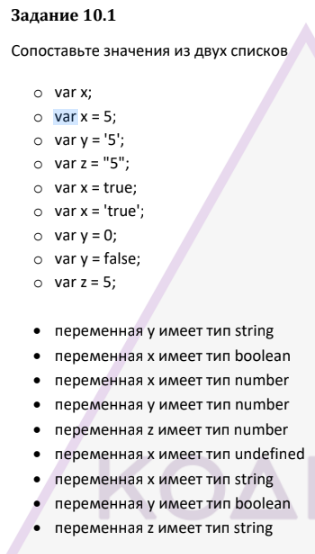 Задание 10.1
Сопоставьте значения из двух списков
o var x;
o var x = 5;
o var y = '5';
o var z = "5";
o var x = true;
o var x = 'true';
o var y = 0;
o var y = false;
o var z = 5;
• переменная y имеет тип string
• переменная x имеет тип boolean
• переменная x имеет тип number
• переменная y имеет тип number
• переменная z имеет тип number
• переменная x имеет тип undefined
• переменная x имеет тип string
• переменная y имеет тип boolean
• переменная z имеет тип string